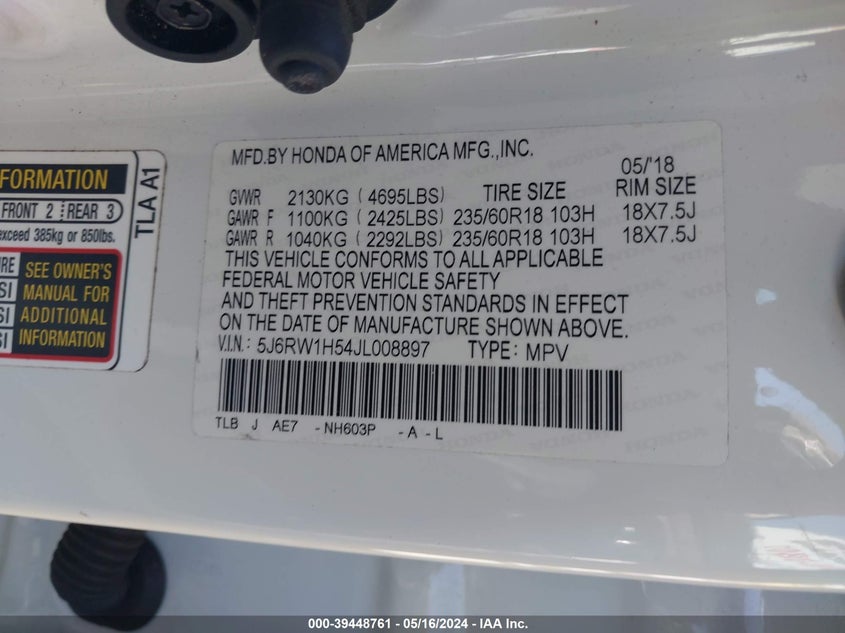 MFD.BY HONDA OF AMERICA MFG.,INC.
05/'18
GVWR 2130KG (4695LBS) TIRE SIZE RIM SIZE
GAWR F 1100KG (2425LBS) 235/60R18 103H 18X7.5J
GAWR R 1040KG (2292LBS) 235/60R18 103H 18X7.5J
THIS VEHICLE CONFORMS TO ALL APPLICABLE
FEDERAL MOTOR VEHICLE SAFETY
AND THEFT PREVENTION STANDARDS IN EFFECT
ON THE DATE OF MANUFACTURE SHOWN ABOVE.
V.I.N.: 5J6RW1H54JL008897 TYPE: MPV
TLB J AE7 -NH603P -A -L
FRONT 2 REAR 3
exceed 385kg or 850lbs.
SEE OWNER'S
MANUAL FOR
ADDITIONAL
INFORMATION
TLA A1
000-39448761 - 05/16/2024 - IAA Inc.